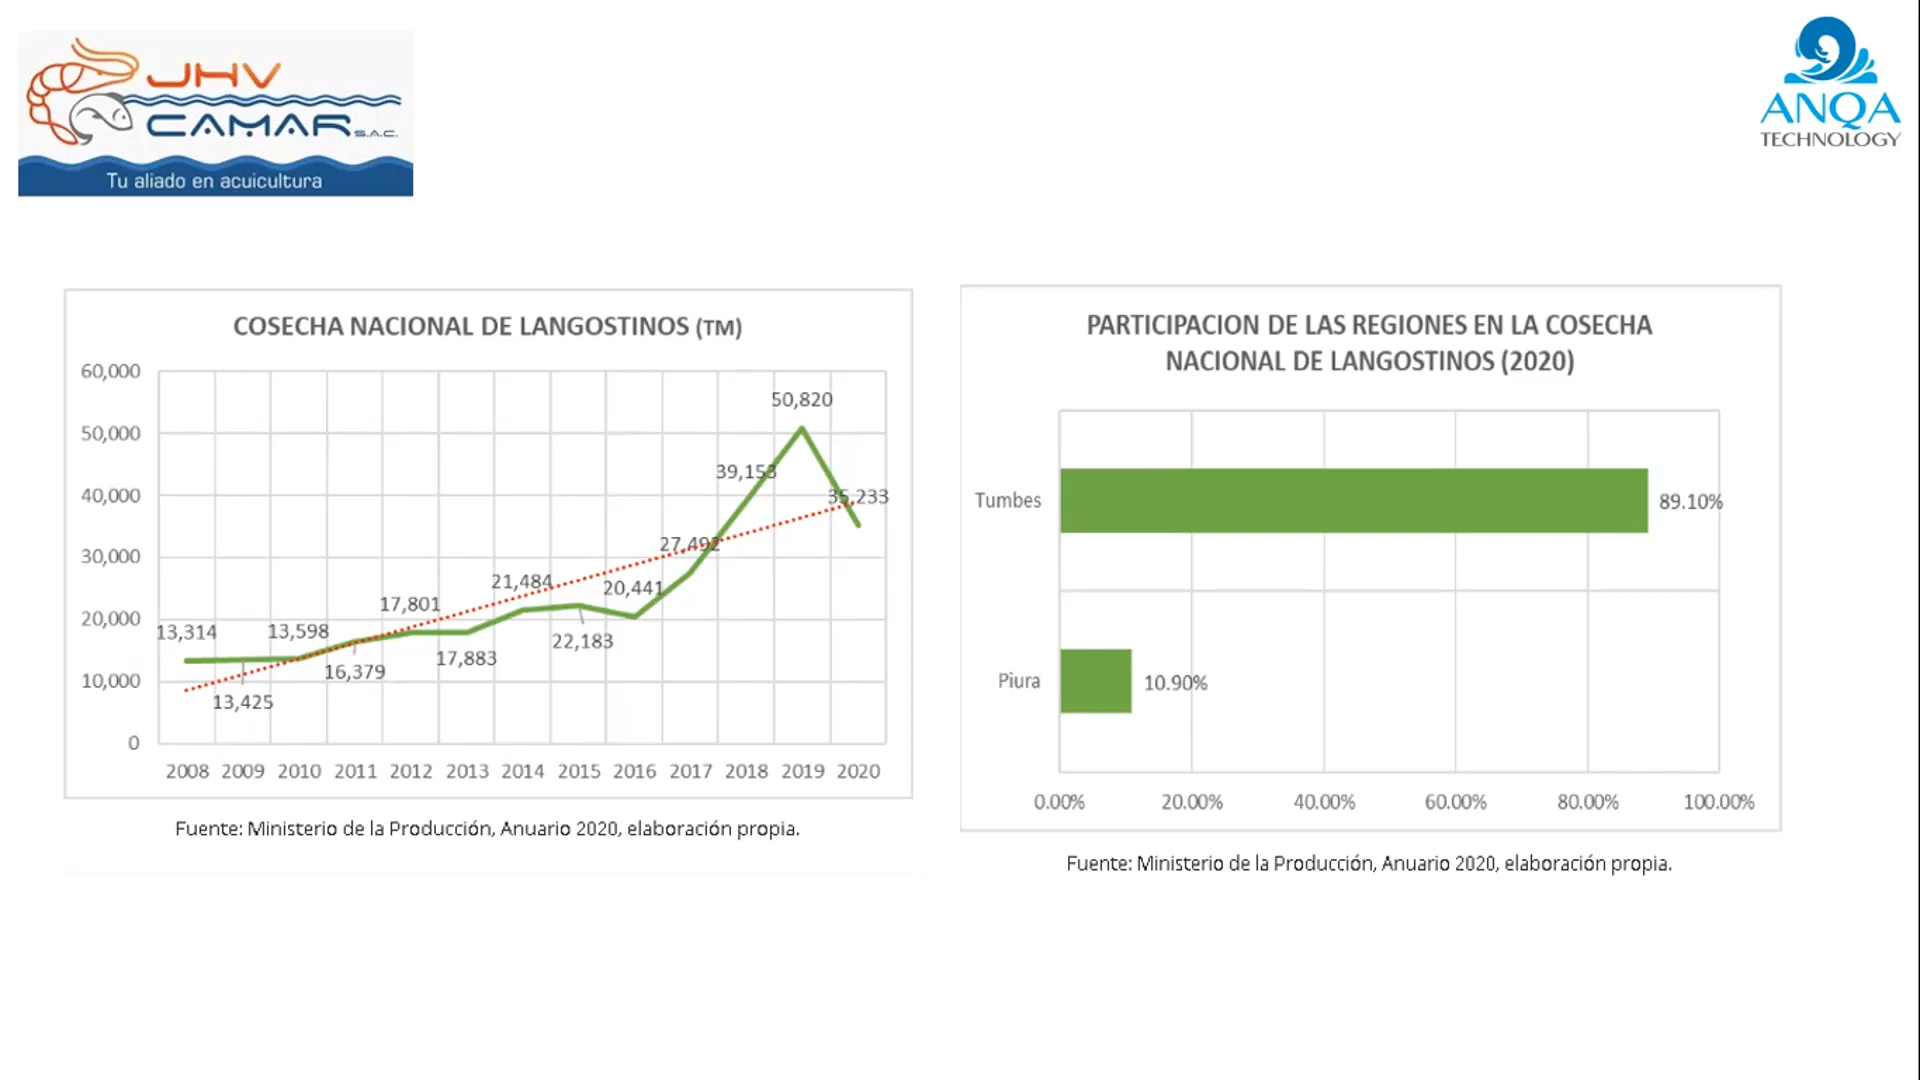 JHV
CAMAR S.A.C.
Tu aliado en acuicultura
ANQA
TECHNOLOGY
COSECHA NACIONAL DE LANGOSTINOS (TM)
60,000
50,000
40,000
30,000
20,000
10,000
0
13,314
13,425
13,598
16,379
17,801
17,883
21,484
22,183
20,441
27,492
39,153
50,820
35,233
2008 2009 2010 2011 2012 2013 2014 2015 2016 2017 2018 2019 2020
Fuente: Ministerio de la Producción, Anuario 2020, elaboración propia.
PARTICIPACION DE LAS REGIONES EN LA COSECHA
NACIONAL DE LANGOSTINOS (2020)
Tumbes 89.10%
Piura 10.90%
0.00% 20.00% 40.00% 60.00% 80.00% 100.00%
Fuente: Ministerio de la Producción, Anuario 2020, elaboración propia.